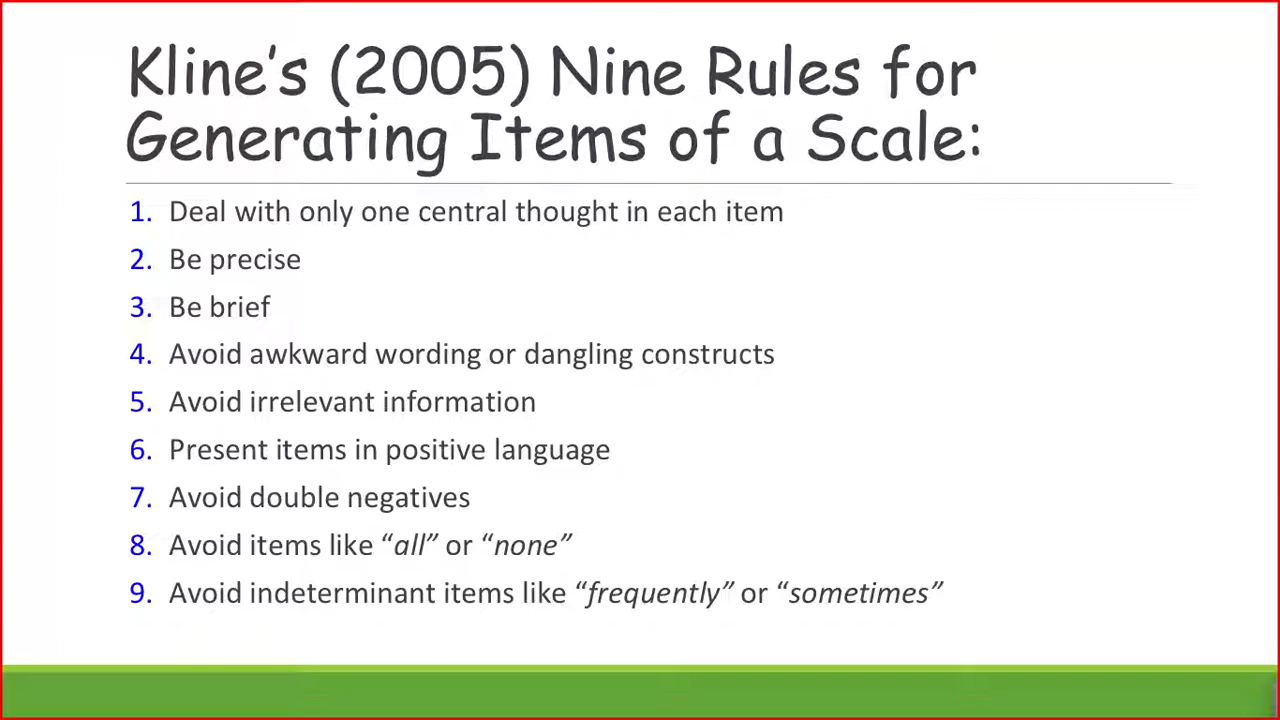 Kline’s (2005) Nine Rules for
Generating Items of a Scale:
1. Deal with only one central thought in each item
2. Be precise
3. Be brief
4. Avoid awkward wording or dangling constructs
5. Avoid irrelevant information
6. Present items in positive language
7. Avoid double negatives
8. Avoid items like “all” or “none”
9. Avoid indeterminant items like “frequently” or “sometimes”